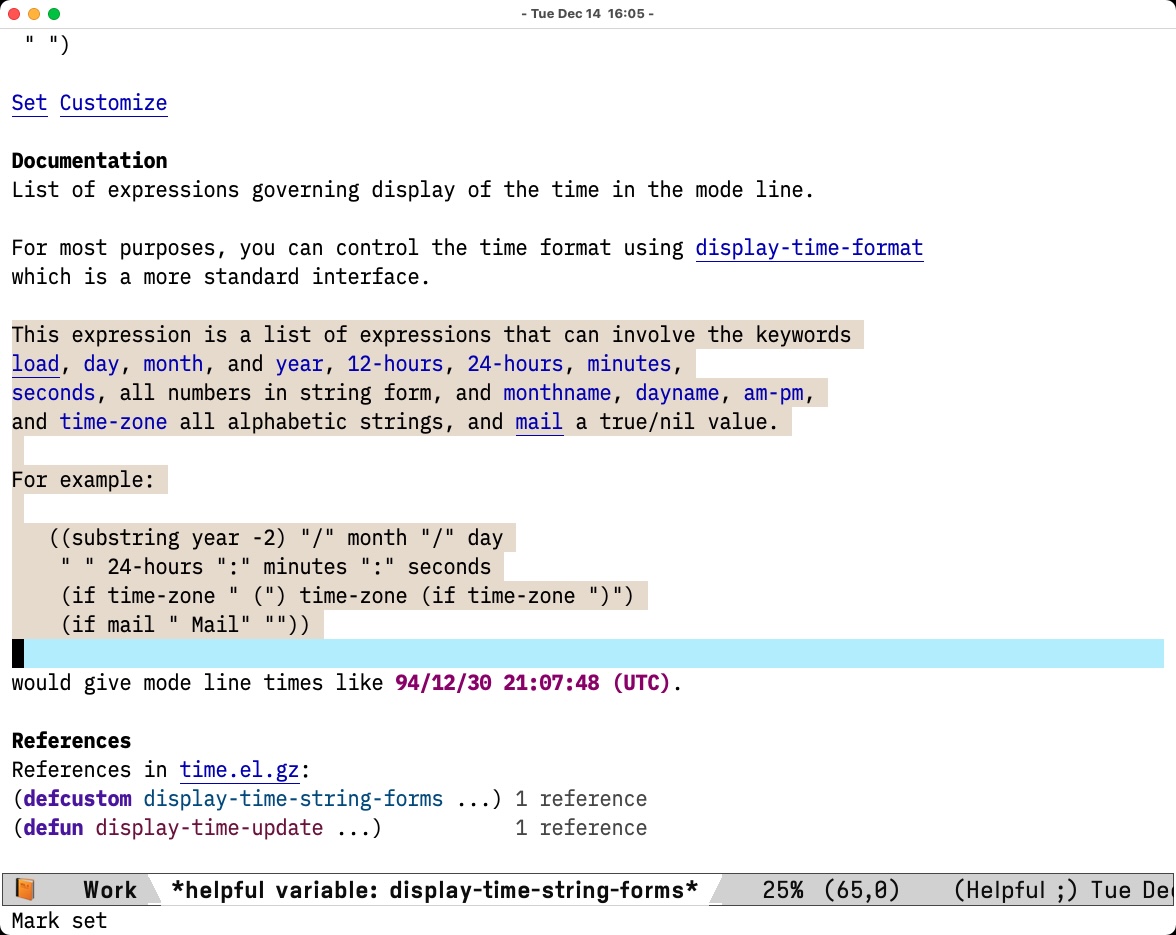 - Tue Dec 14  16:05 -
" ")
Set Customize
Documentation
List of expressions governing display of the time in the mode line.
For most purposes, you can control the time format using display-time-format
which is a more standard interface.
This expression is a list of expressions that can involve the keywords
load, day, month, and year, 12-hours, 24-hours, minutes,
seconds, all numbers in string form, and monthname, dayname, am-pm,
and time-zone all alphabetic strings, and mail a true/nil value.
For example:
((substring year -2) "/" month "/" day
" " 24-hours ":" minutes ":" seconds
(if time-zone " (") time-zone (if time-zone ")")
(if mail " Mail" ""))
would give mode line times like 94/12/30 21:07:48 (UTC).
References
References in time.el.gz:
(defcustom display-time-string-forms ...) 1 reference
(defun display-time-update ...) 1 reference
Work *helpful variable: display-time-string-forms* 25% (65,0) (Helpful ;) Tue De
Mark set